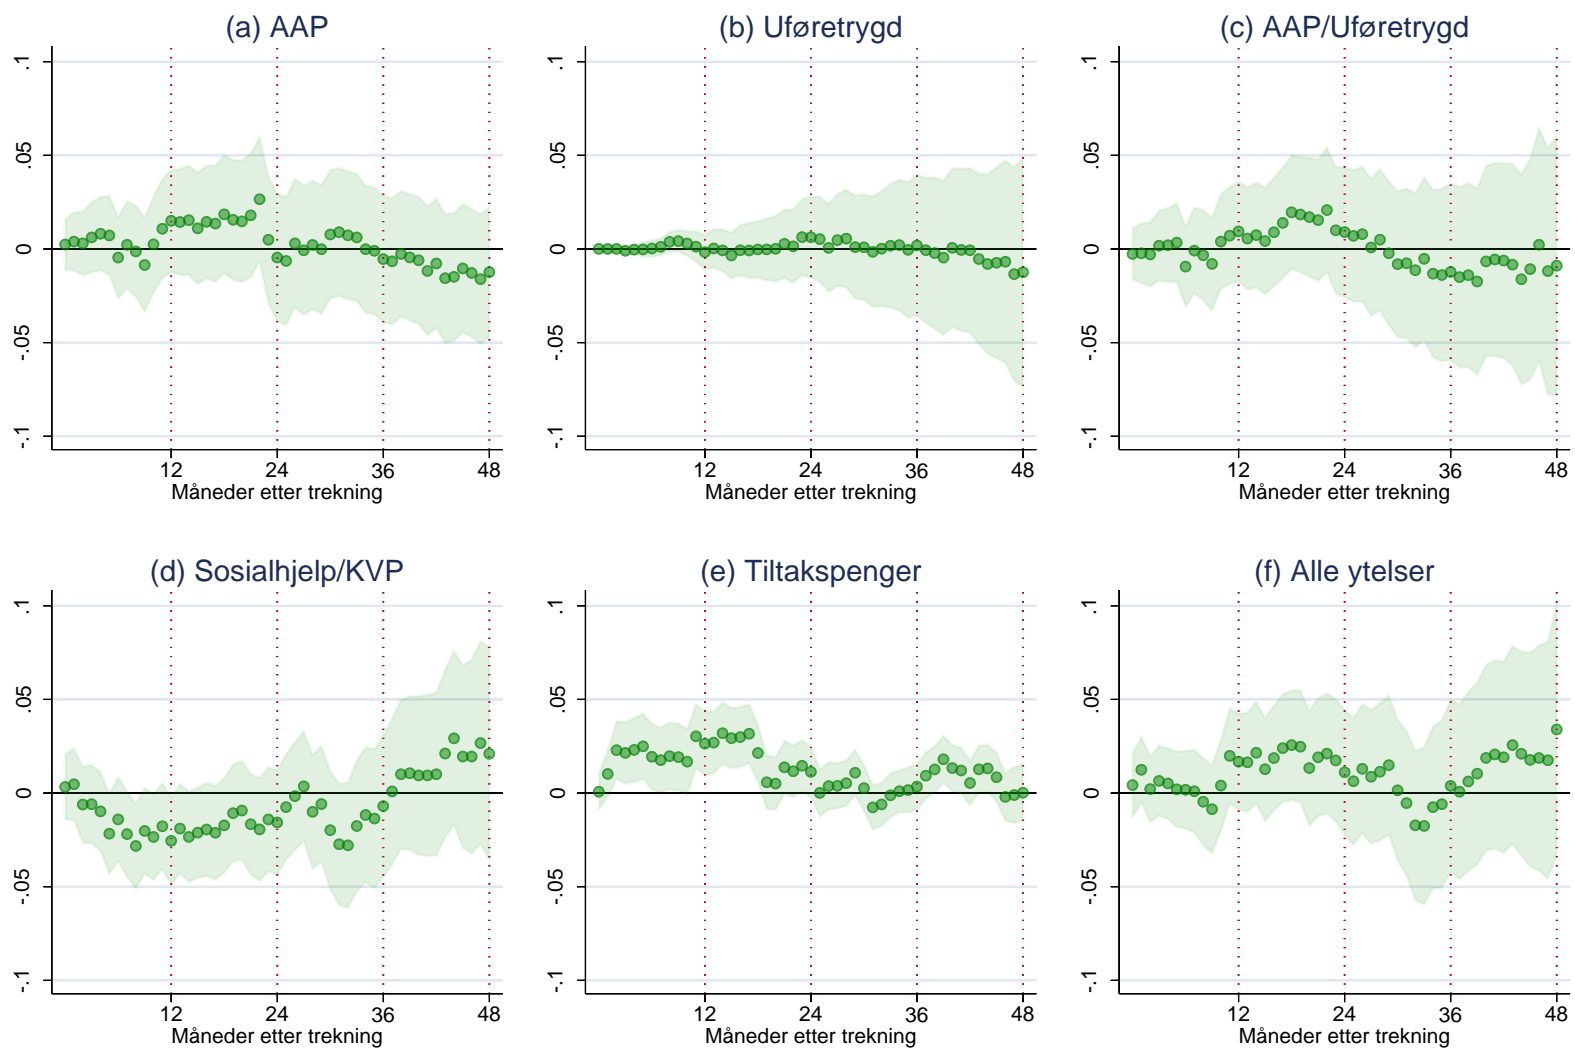 (a) AAP
.1
.05
0
-.05
-.1
12 24 36 48
Måneder etter trekning
(b) Uføretrygd
.1
.05
0
-.05
-.1
12 24 36 48
Måneder etter trekning
(c) AAP/Uføretrygd
.1
.05
0
-.05
-.1
12 24 36 48
Måneder etter trekning
(d) Sosialhjelp/KVP
.1
.05
0
-.05
-.1
12 24 36 48
Måneder etter trekning
(e) Tiltakspenger
.1
.05
0
-.05
-.1
12 24 36 48
Måneder etter trekning
(f) Alle ytelser
.1
.05
0
-.05
-.1
12 24 36 48
Måneder etter trekning